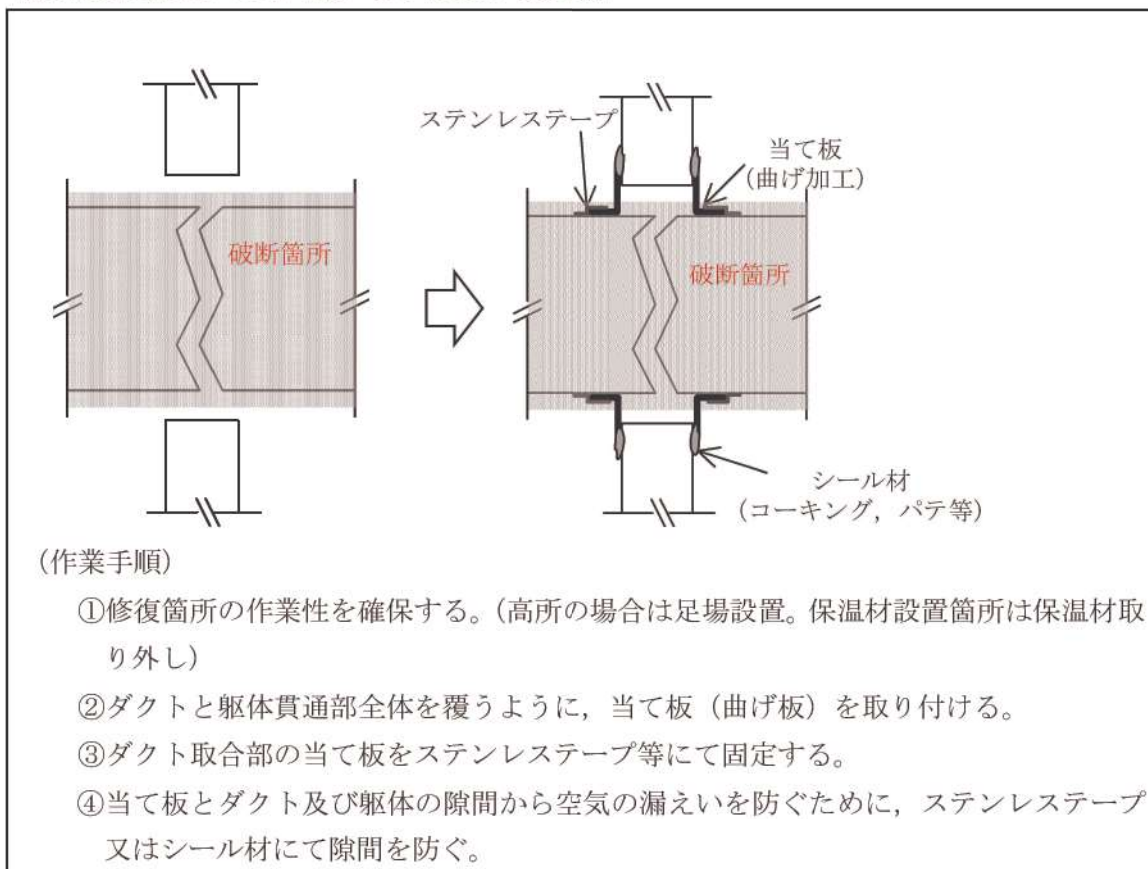 ステンレステープ
当て板
(曲げ加工)
破断箇所
破断箇所
シール材
(コーキング,パテ等)
(作業手順)
①修復箇所の作業性を確保する。(高所の場合は足場設置。保温材設置箇所は保温材取
り外し)
②ダクトと躯体貫通部全体を覆うように,当て板(曲げ板)を取り付ける。
③ダクト取合部の当て板をステンレステープ等にて固定する。
④当て板とダクト及び躯体の隙間から空気の漏えいを防ぐために,ステンレステープ
又はシール材にて隙間を防ぐ。